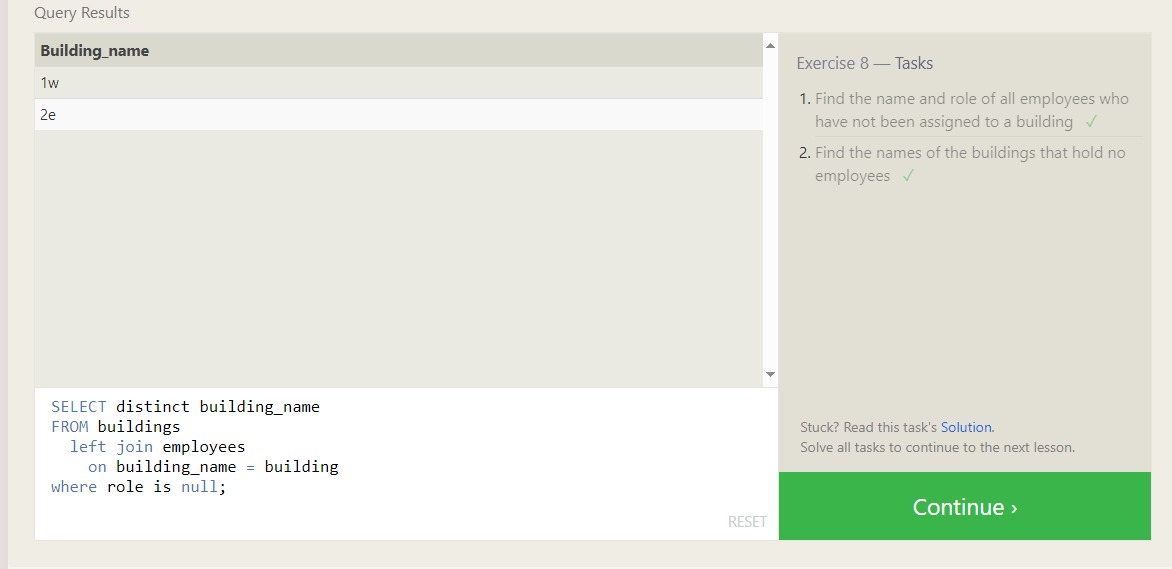 Query Results
Building_name
1w
2e
SELECT distinct building_name
FROM buildings
left join employees
on building_name = building
where role is null;
RESET
Exercise 8 — Tasks
1. Find the name and role of all employees who
have not been assigned to a building ✓
2. Find the names of the buildings that hold no
employees ✓
Stuck? Read this task's Solution.
Solve all tasks to continue to the next lesson.
Continue ›